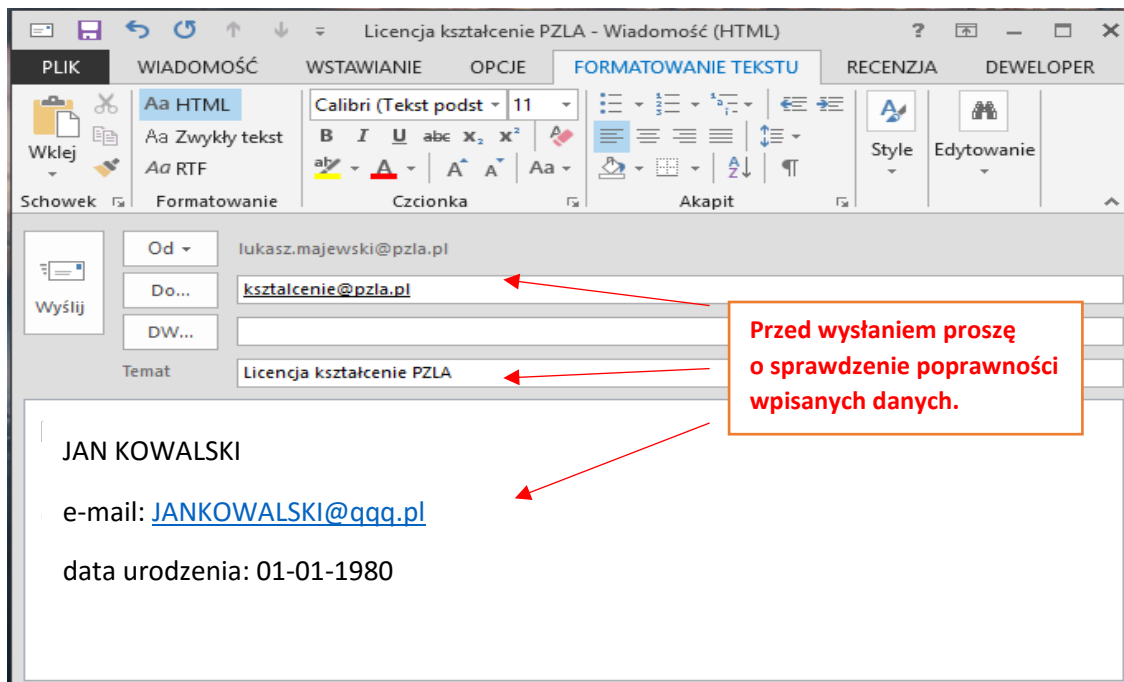 Licencja kształcenie PZLA - Wiadomość (HTML)
PLIK WIADOMOŚĆ WSTAWIANIE OPCJE FORMATOWANIE TEKSTU RECENZJA DEWELOPER
Wklej
Schowek
Aa HTML
Aa Zwykły tekst
Aa RTF
Formatowanie
Calibri (Tekst podst 11
B I U abc X₂ X²
ab A A A Aa
Czcionka
Akapit
Style
Edytowanie
Wyślij
Od lukasz.majewski@pzla.pl
Do... ksztalcenie@pzla.pl
DW...
Temat Licencja kształcenie PZLA
Przed wysłaniem proszę
o sprawdzenie poprawności
wpisanych danych.
JAN KOWALSKI
e-mail: JANKOWALSKI@qqq.pl
data urodzenia: 01-01-1980